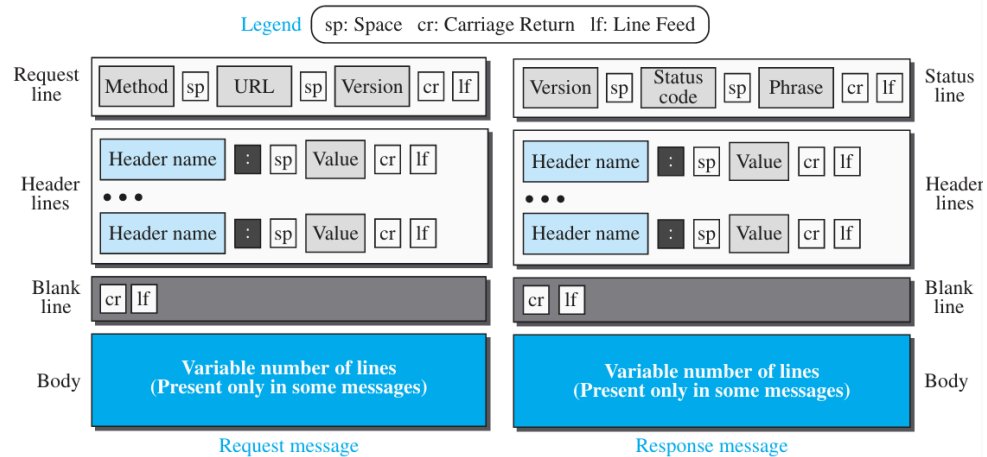 Legend sp: Space cr: Carriage Return lf: Line Feed
Request line
Method sp URL sp Version cr lf
Version sp Status code sp Phrase cr lf
Status line
Header lines
Header name : sp Value cr lf
• • •
Header name : sp Value cr lf
Header name : sp Value cr lf
• • •
Header name : sp Value cr lf
Header lines
Blank line
cr lf
cr lf
Blank line
Body
Variable number of lines
(Present only in some messages)
Variable number of lines
(Present only in some messages)
Body
Request message
Response message